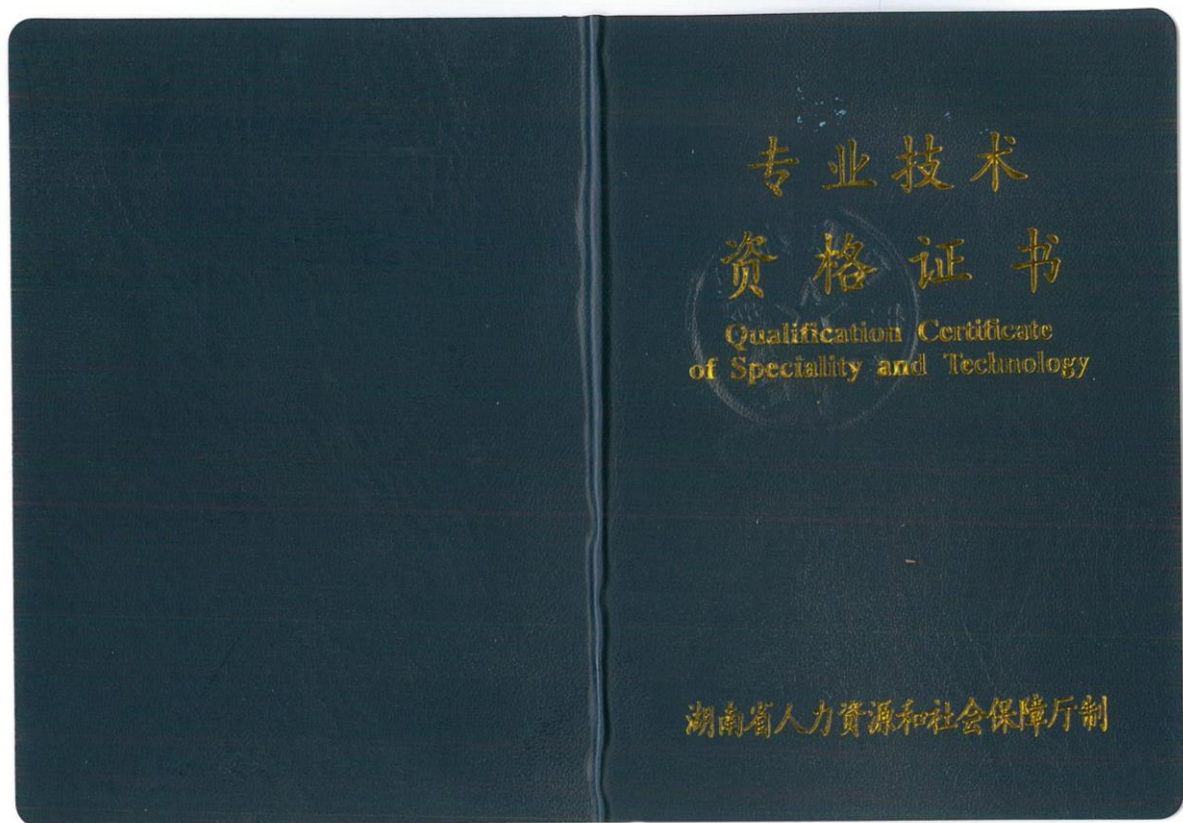 专业技术
资格证书
Qualification Certificate
of Speciality and Technology
湖南省人力资源和社会保障厅制